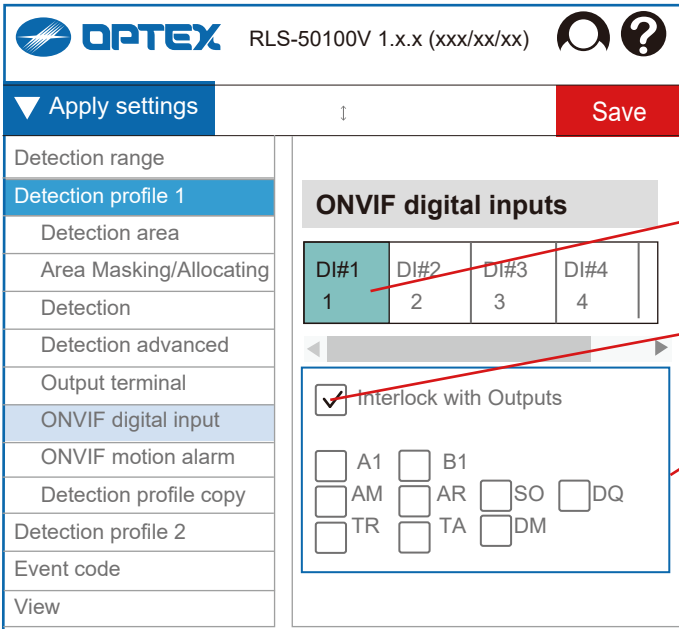 OPTEX RLS-50100V 1.x.x (xxx/xx/xx) ?
▼ Apply settings ↕ Save
Detection range
Detection profile 1
Detection area
Area Masking/Allocating
Detection
Detection advanced
Output terminal
ONVIF digital input
ONVIF motion alarm
Detection profile copy
Detection profile 2
Event code
View
ONVIF digital inputs
DI#1 DI#2 DI#3 DI#4
1 2 3 4
Interlock with Outputs
A1 B1
AM AR SO DQ
TR TA DM